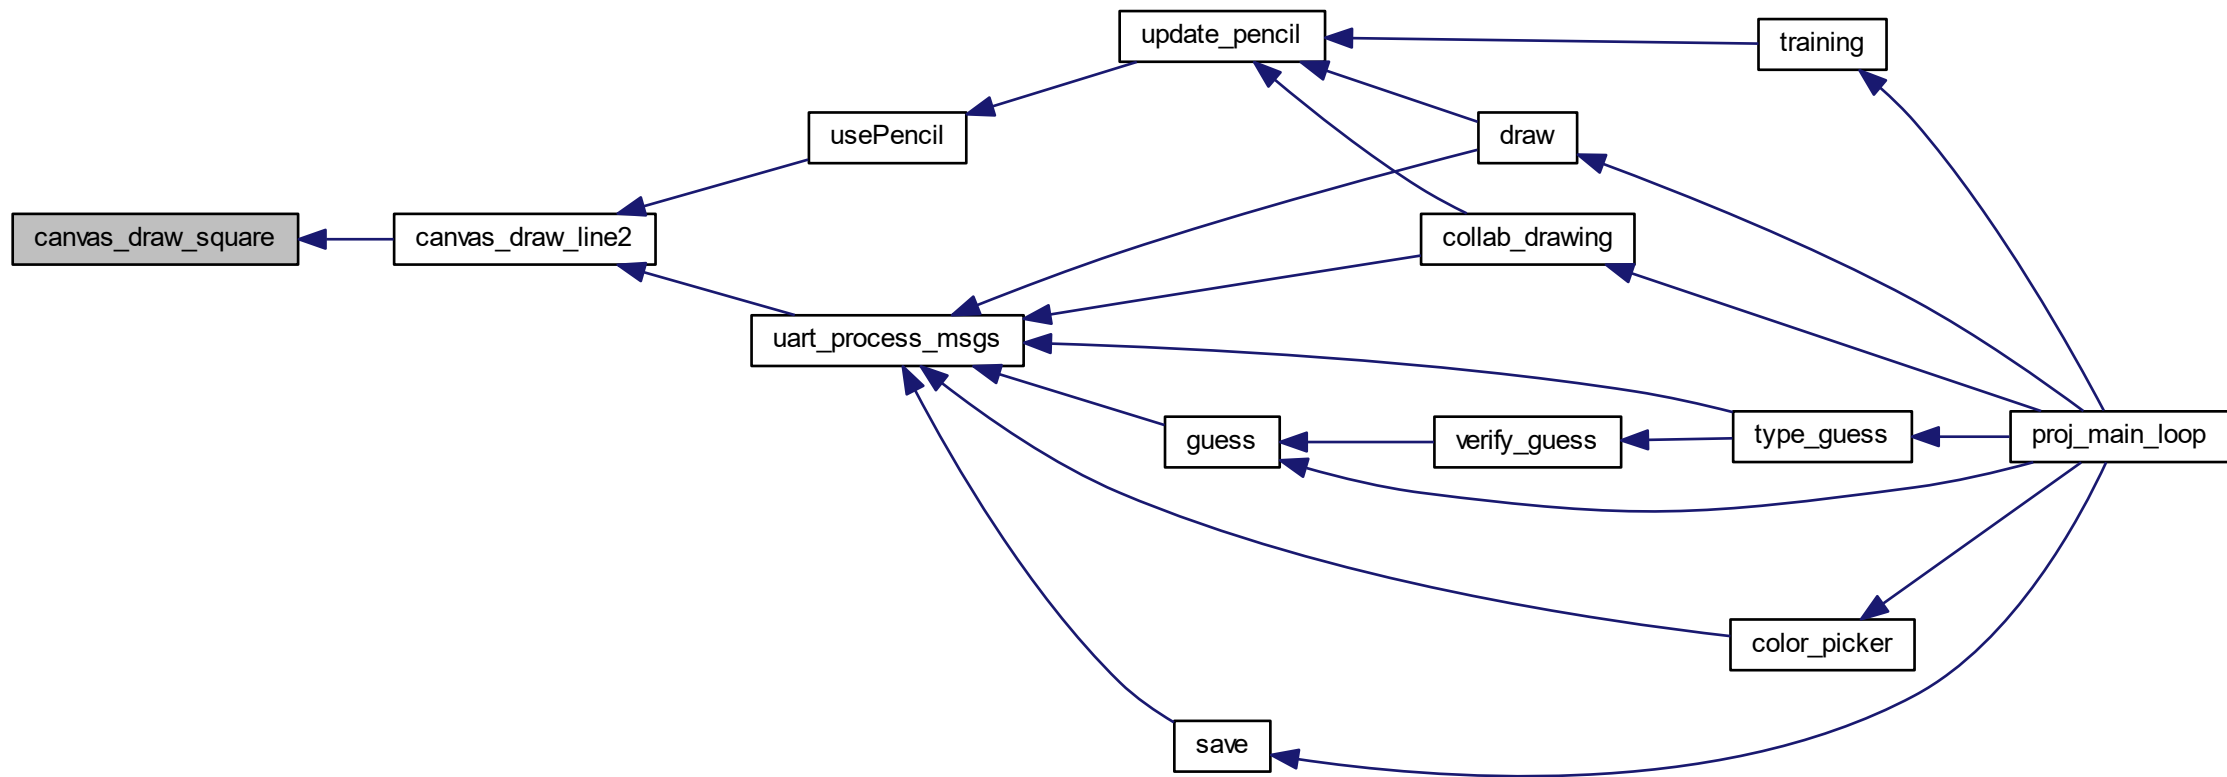 update_pencil
training
usePencil
draw
canvas_draw_square
canvas_draw_line2
collab_drawing
uart_process_msgs
guess
verify_guess
type_guess
proj_main_loop
color_picker
save